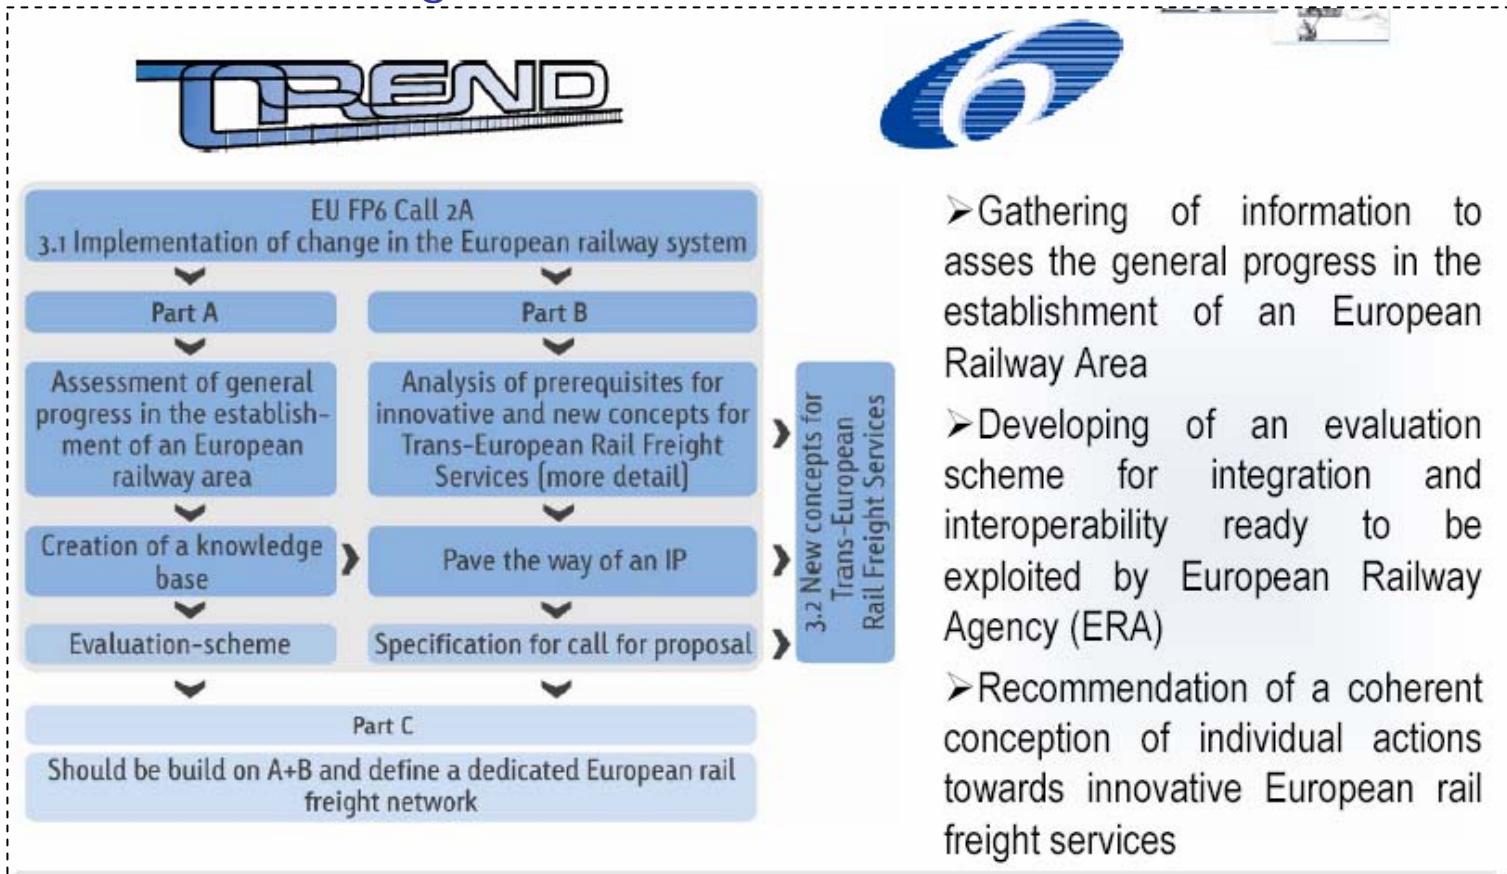 TREND
6
EU FP6 Call 2A
3.1 Implementation of change in the European railway system
Part A
Assessment of general
progress in the establish-
ment of an European
railway area
Creation of a knowledge
base
Evaluation-scheme
Part B
Analysis of prerequisites for
innovative and new concepts for
Trans-European Rail Freight
Services [more detail]
Pave the way of an IP
Specification for call for proposal
3.2 New concepts for
Trans-European
Rail Freight Services
Part C
Should be build on A+B and define a dedicated European rail
freight network
➢Gathering of information to
asses the general progress in the
establishment of an European
Railway Area
➢Developing of an evaluation
scheme for integration and
interoperability ready to be
exploited by European Railway
Agency (ERA)
➢Recommendation of a coherent
conception of individual actions
towards innovative European rail
freight services